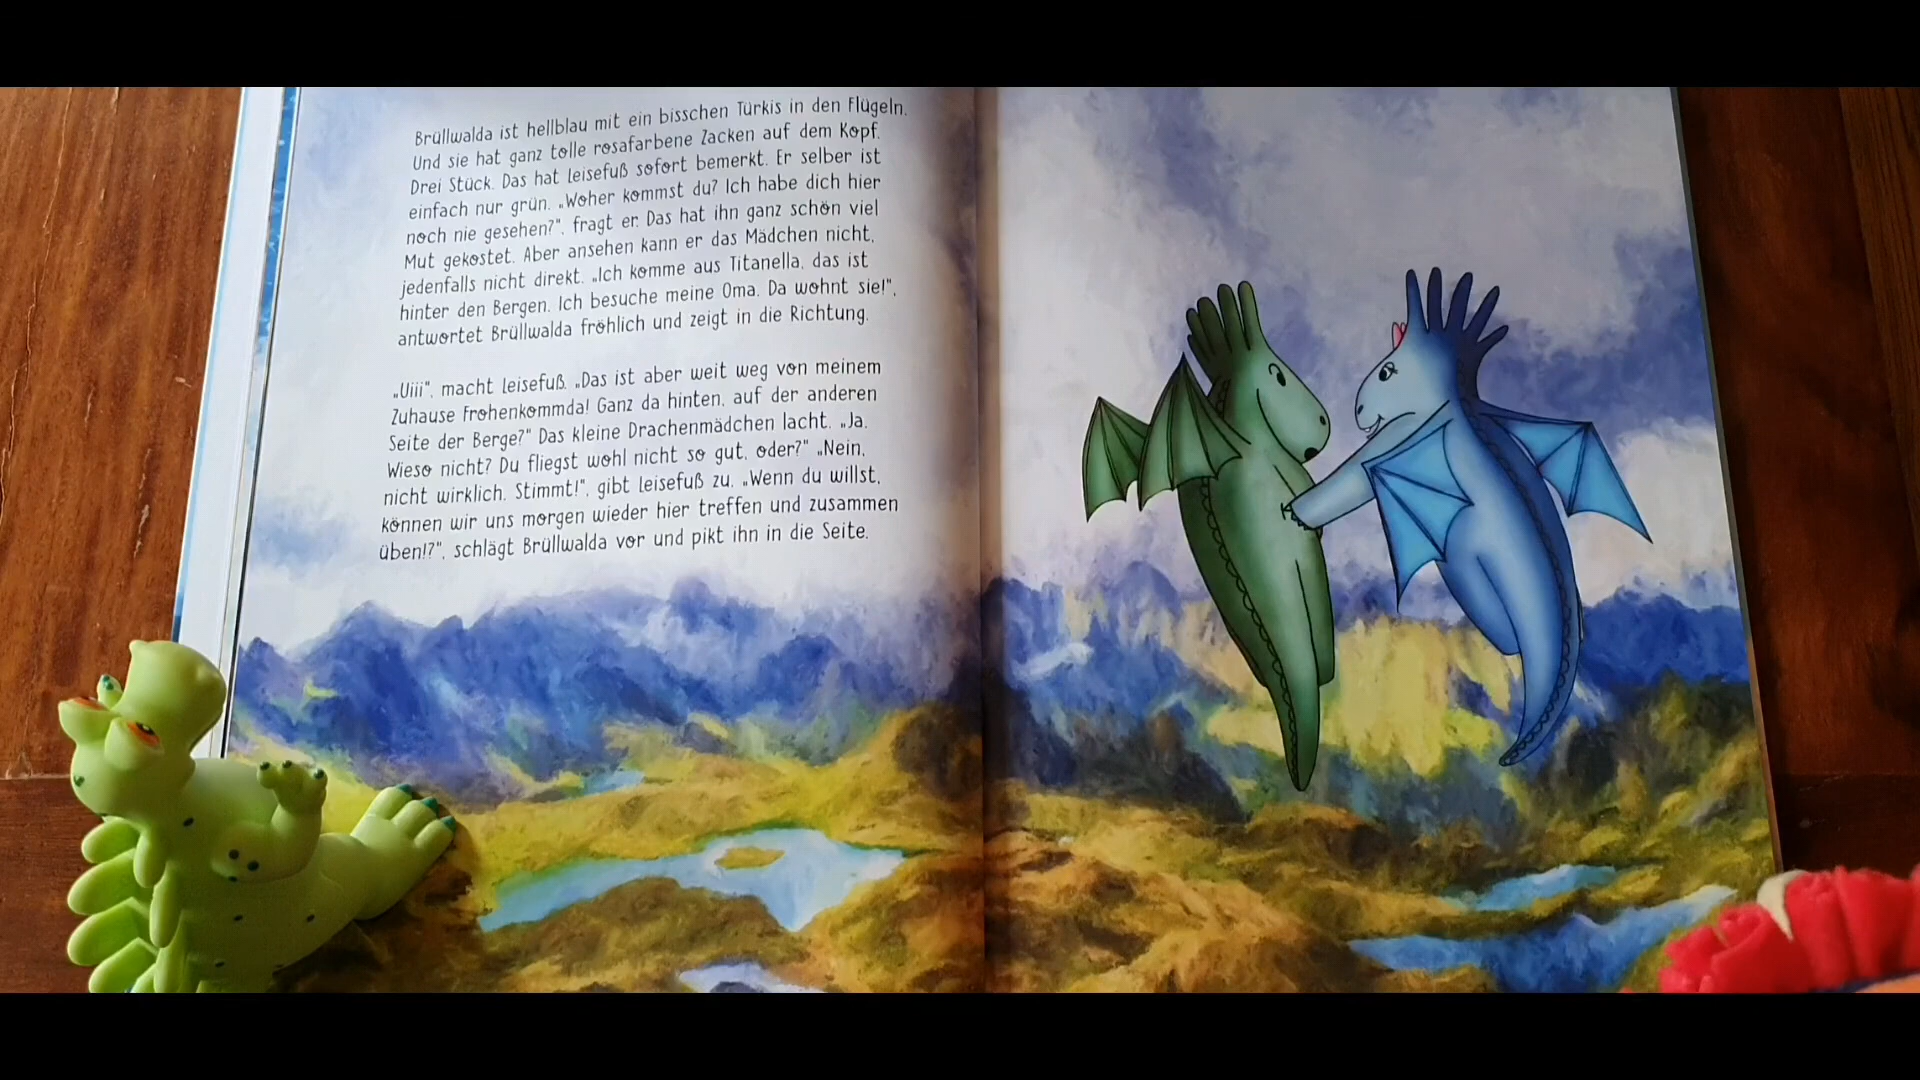 Brüllwalda ist hellblau mit ein bisschen Türkis in den Flügeln.
Und sie hat ganz tolle rosafarbene Zacken auf dem Kopf.
Drei Stück. Das hat leisefuß sofort bemerkt. Er selber ist
einfach nur grün. „Woher kommst du? Ich habe dich hier
noch nie gesehen?“, fragt er. Das hat ihn ganz schön viel
Mut gekostet. Aber ansehen kann er das Mädchen nicht,
jedenfalls nicht direkt. „Ich komme aus Titanella, das ist
hinter den Bergen. Ich besuche meine Oma. Da wohnt sie!“,
antwortet Brüllwalda fröhlich und zeigt in die Richtung.
„Uiii“, macht leisefuß. „Das ist aber weit weg von meinem
Zuhause Frohenkommda! Ganz da hinten, auf der anderen
Seite der Berge?“ Das kleine Drachenmädchen lacht. „Ja.
Wieso nicht? Du fliegst wohl nicht so gut, oder?“ „Nein,
nicht wirklich. Stimmt!“, gibt leisefuß zu. „Wenn du willst,
können wir uns morgen wieder hier treffen und zusammen
üben!?“, schlägt Brüllwalda vor und pikt ihn in die Seite.